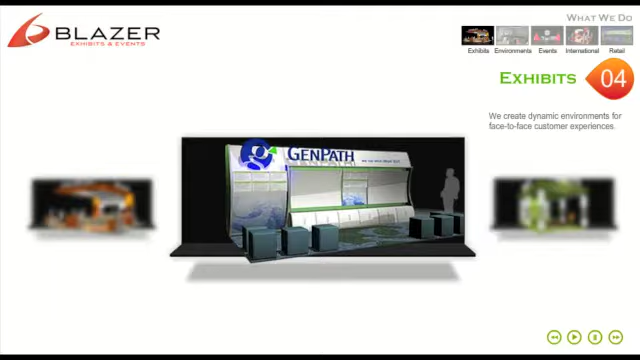 BLAZER
EXHIBITS & EVENTS
WHAT WE DO
Exhibits
Environments
Events
International
Retail
EXHIBITS
04
We create dynamic environments for
face-to-face customer experiences.
GENPATH